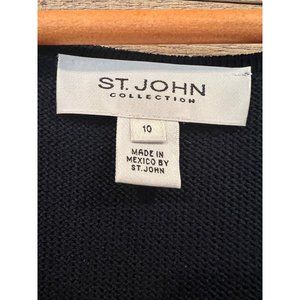 ST. JOHN
COLLECTION
10
MADE IN
MEXICO BY
ST. JOHN